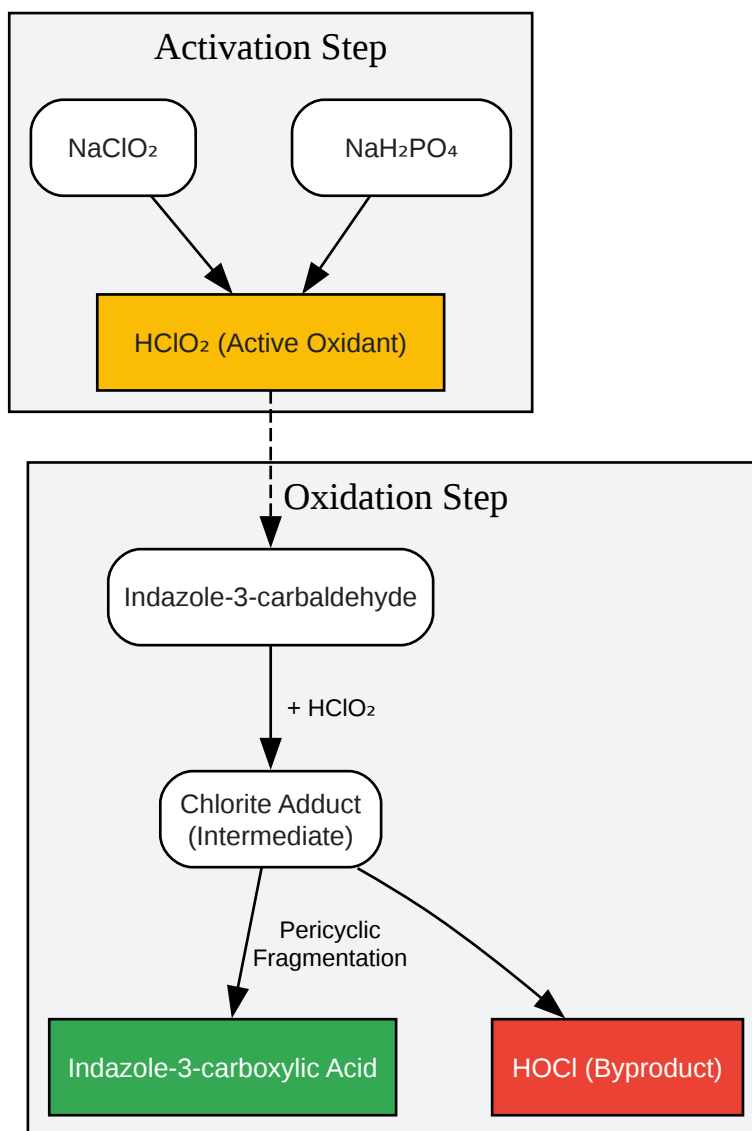 Activation Step
NaClO₂
NaH₂PO₄
HClO₂ (Active Oxidant)
Oxidation Step
Indazole-3-carbaldehyde
+ HClO₂
Chlorite Adduct
(Intermediate)
Pericyclic
Fragmentation
Indazole-3-carboxylic Acid
HOCl (Byproduct)